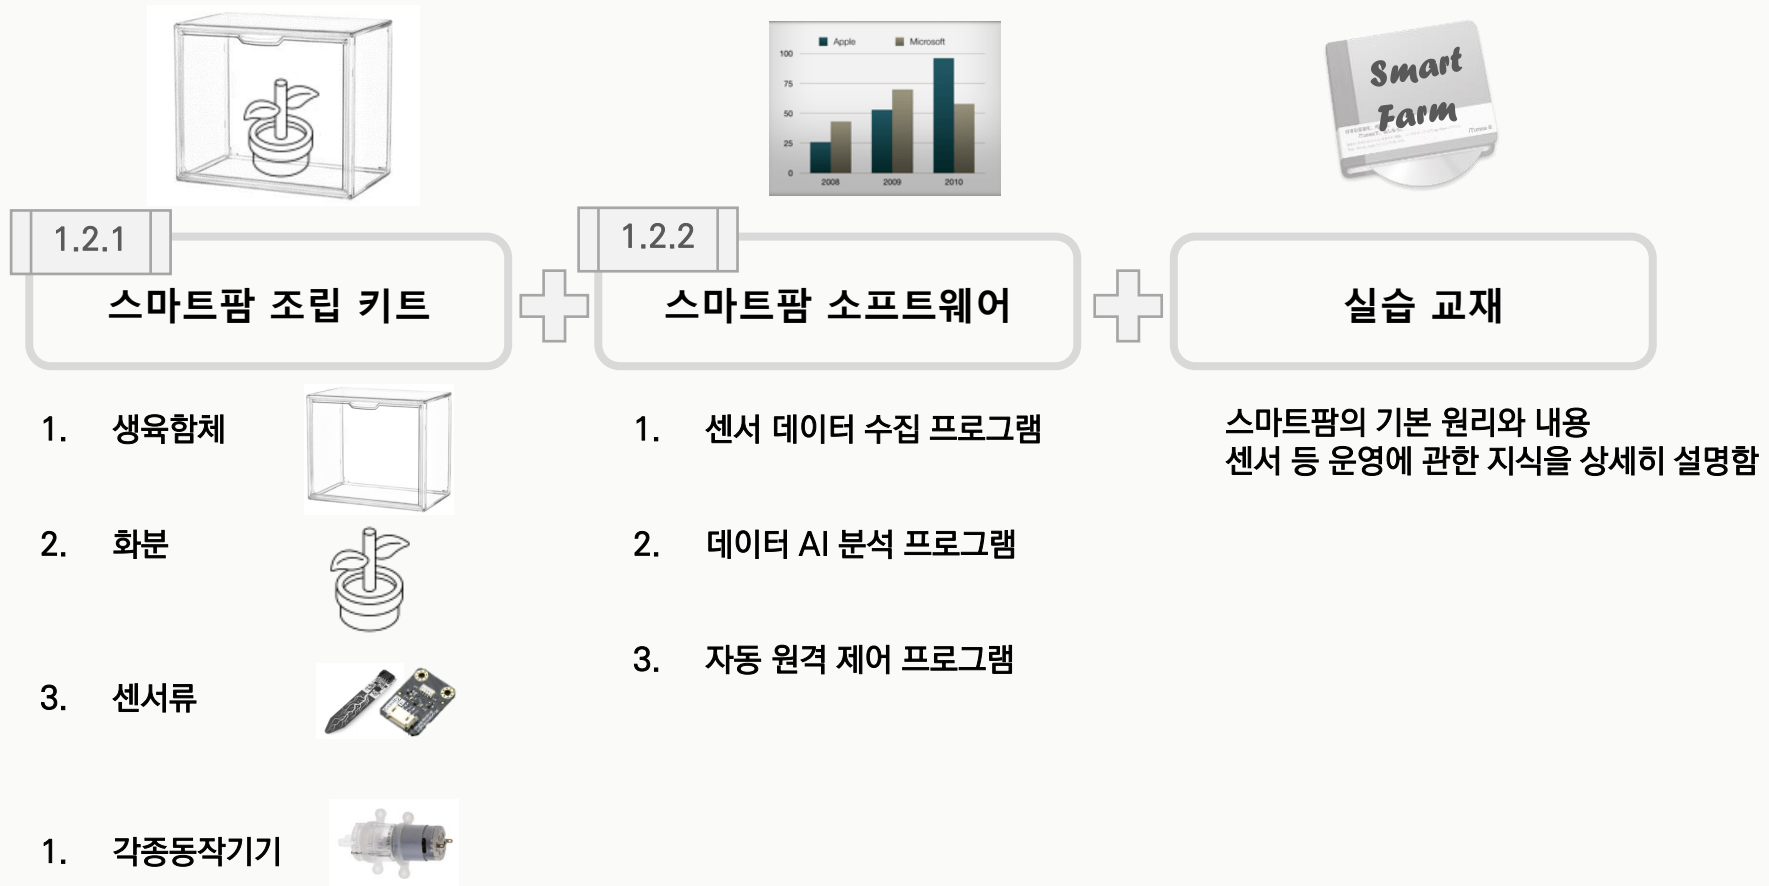 Apple Microsoft
100
75
50
25
0
2008 2009 2010
Smart
Farm
1.2.1
스마트팜 조립 키트
1.2.2
스마트팜 소프트웨어
실습 교재
1. 생육함체
2. 화분
3. 센서류
1. 각종동작기기
1. 센서 데이터 수집 프로그램
2. 데이터 AI 분석 프로그램
3. 자동 원격 제어 프로그램
스마트팜의 기본 원리와 내용
센서 등 운영에 관한 지식을 상세히 설명함